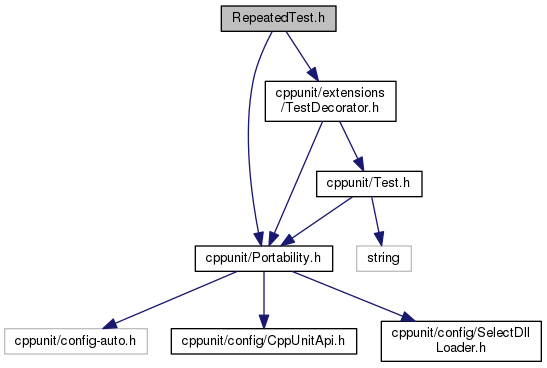 RepeatedTest.h
cppunit/extensions
/TestDecorator.h
cppunit/Test.h
cppunit/Portability.h
string
cppunit/config-auto.h
cppunit/config/CppUnitApi.h
cppunit/config/SelectDll
Loader.h